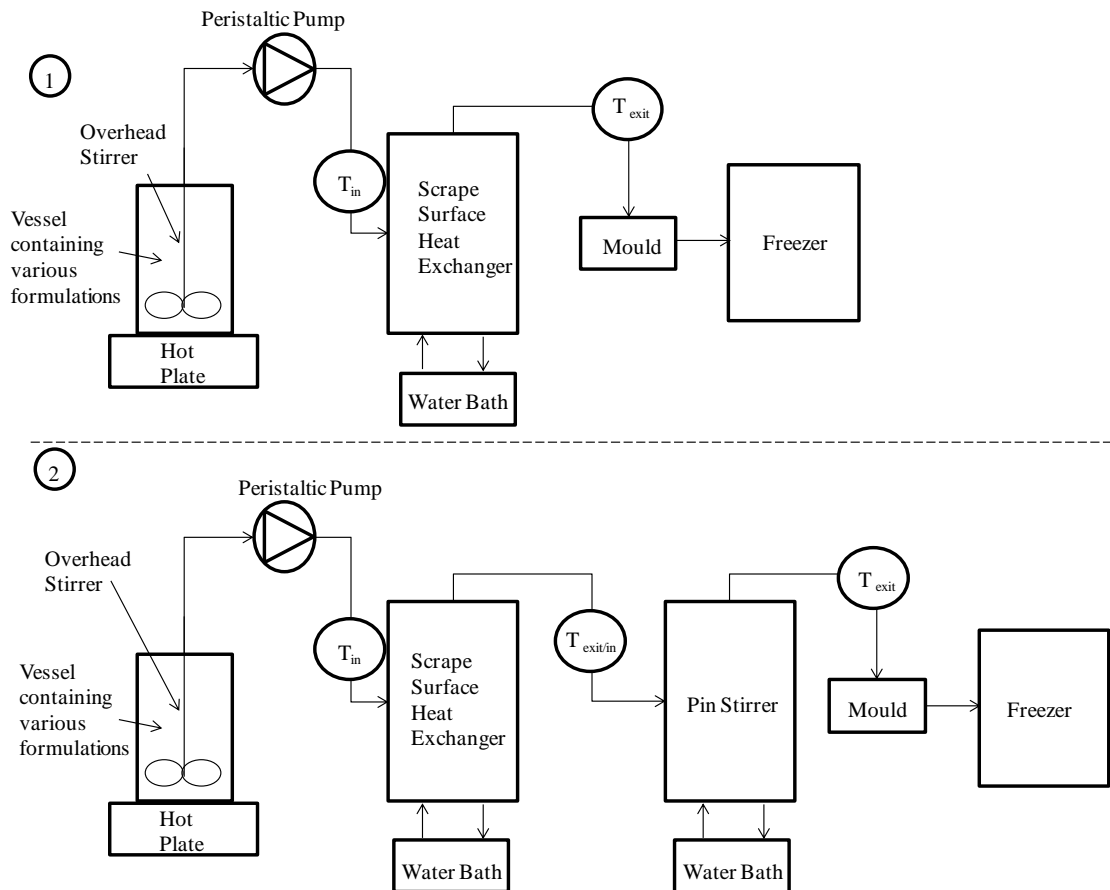 Peristaltic Pump
1
T exit
Overhead
Stirrer
T in
Scrape
Surface
Heat
Exchanger
Vessel
containing
various
formulations
Mould
Freezer
Hot
Plate
Water Bath
2
Peristaltic Pump
Overhead
Stirrer
T exit
T in
T exit/in
Scrape
Surface
Heat
Exchanger
Vessel
containing
various
formulations
Pin Stirrer
Mould
Freezer
Hot
Plate
Water Bath
Water Bath